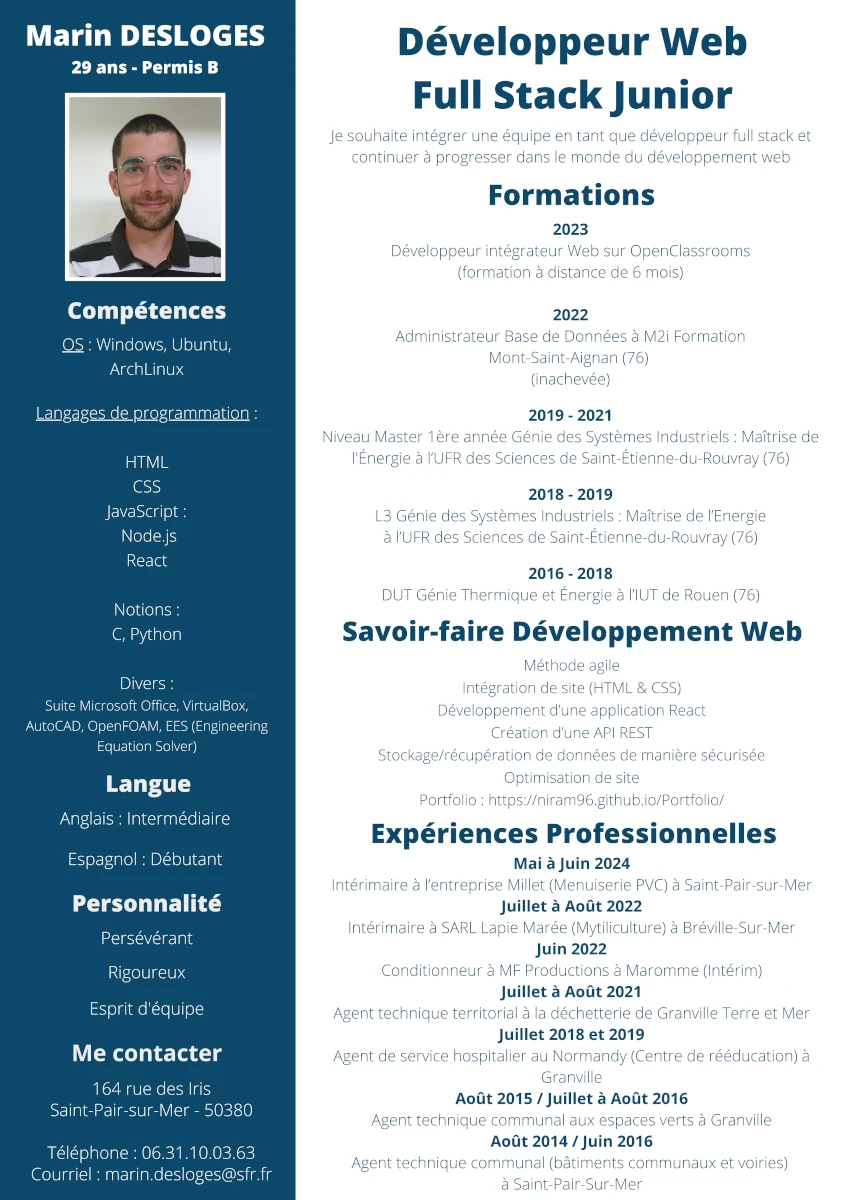 Marin DESLOGES
29 ans - Permis B
Compétences
OS : Windows, Ubuntu,
ArchLinux
Langages de programmation :
HTML
CSS
JavaScript :
Node.js
React
Notions :
C, Python
Divers :
Suite Microsoft Office, VirtualBox,
AutoCAD, OpenFOAM, EES (Engineering
Equation Solver)
Langue
Anglais : Intermédiaire
Espagnol : Débutant
Personnalité
Persévérant
Rigoureux
Esprit d'équipe
Me contacter
164 rue des Iris
Saint-Pair-sur-Mer - 50380
Téléphone : 06.31.10.03.63
Courriel : marin.desloges@sfr.fr
Développeur Web
Full Stack Junior
Je souhaite intégrer une équipe en tant que développeur full stack et
continuer à progresser dans le monde du développement web
Formations
2023
Développeur intégrateur Web sur OpenClassrooms
(formation à distance de 6 mois)
2022
Administrateur Base de Données à M2i Formation
Mont-Saint-Aignan (76)
(inachevée)
2019 - 2021
Niveau Master 1ère année Génie des Systèmes Industriels : Maîtrise de
l'Énergie à l’UFR des Sciences de Saint-Étienne-du-Rouvray (76)
2018 - 2019
L3 Génie des Systèmes Industriels : Maîtrise de l’Energie
à l’UFR des Sciences de Saint-Étienne-du-Rouvray (76)
2016 - 2018
DUT Génie Thermique et Énergie à l’IUT de Rouen (76)
Savoir-faire Développement Web
Méthode agile
Intégration de site (HTML & CSS)
Développement d’une application React
Création d’une API REST
Stockage/récupération de données de manière sécurisée
Optimisation de site
Portfolio : https://niram96.github.io/Portfolio/
Expériences Professionnelles
Mai à Juin 2024
Intérimaire à l’entreprise Millet (Menuiserie PVC) à Saint-Pair-sur-Mer
Juillet à Août 2022
Intérimaire à SARL Lapie Marée (Mytiliculture) à Bréville-Sur-Mer
Juin 2022
Conditionneur à MF Productions à Maromme (Intérim)
Juillet à Août 2021
Agent technique territorial à la déchetterie de Granville Terre et Mer
Juillet 2018 et 2019
Agent de service hospitalier au Normandy (Centre de rééducation) à
Granville
Août 2015 / Juillet à Août 2016
Agent technique communal aux espaces verts à Granville
Août 2014 / Juin 2016
Agent technique communal (bâtiments communaux et voiries)
à Saint-Pair-Sur-Mer